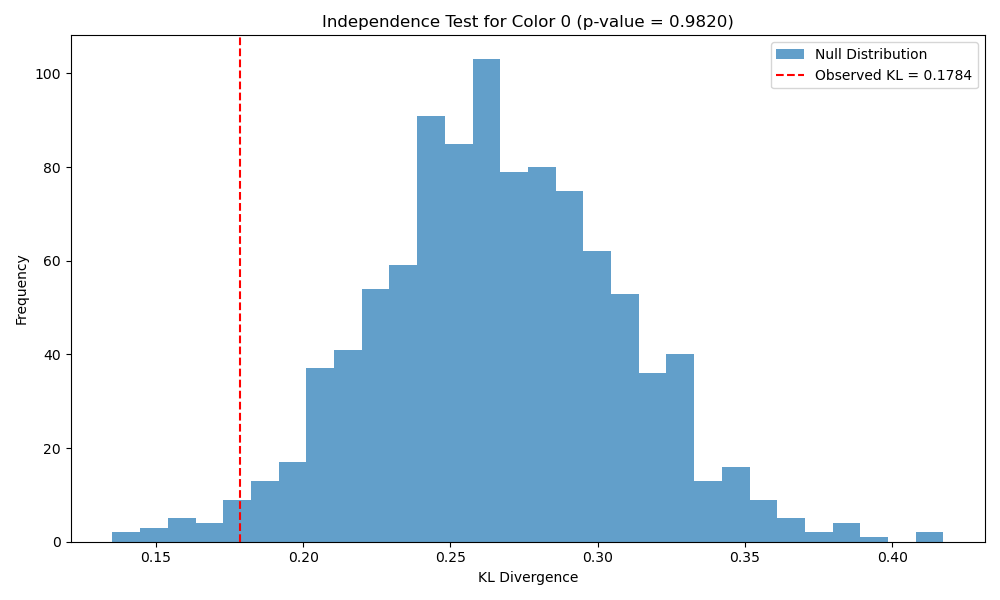 Independence Test for Color 0 (p-value = 0.9820)
Null Distribution
Observed KL = 0.1784
Frequency
100
80
60
40
20
0
0.15 0.20 0.25 0.30 0.35 0.40
KL Divergence